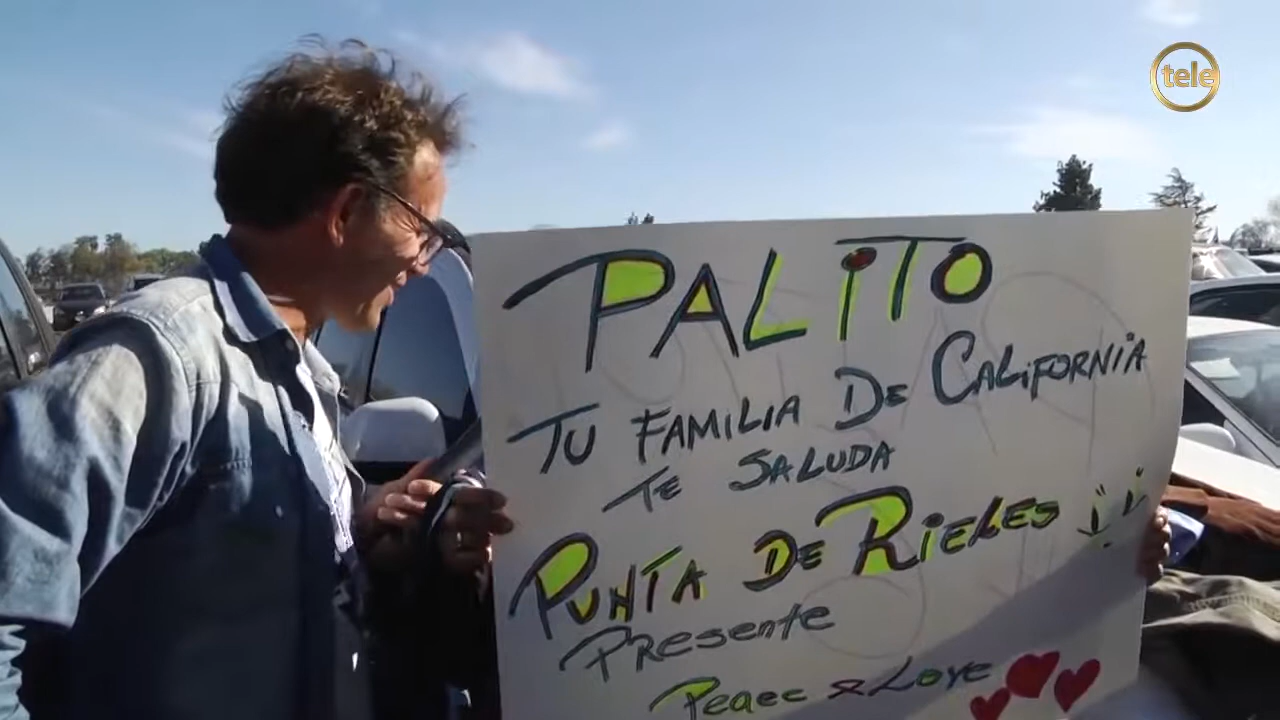 tele
PALiTO
TU FAMILIA DE CALiFORNiA
TE SALUDA
PUNTA DE RiELES
PRESENTE
Peace & Love